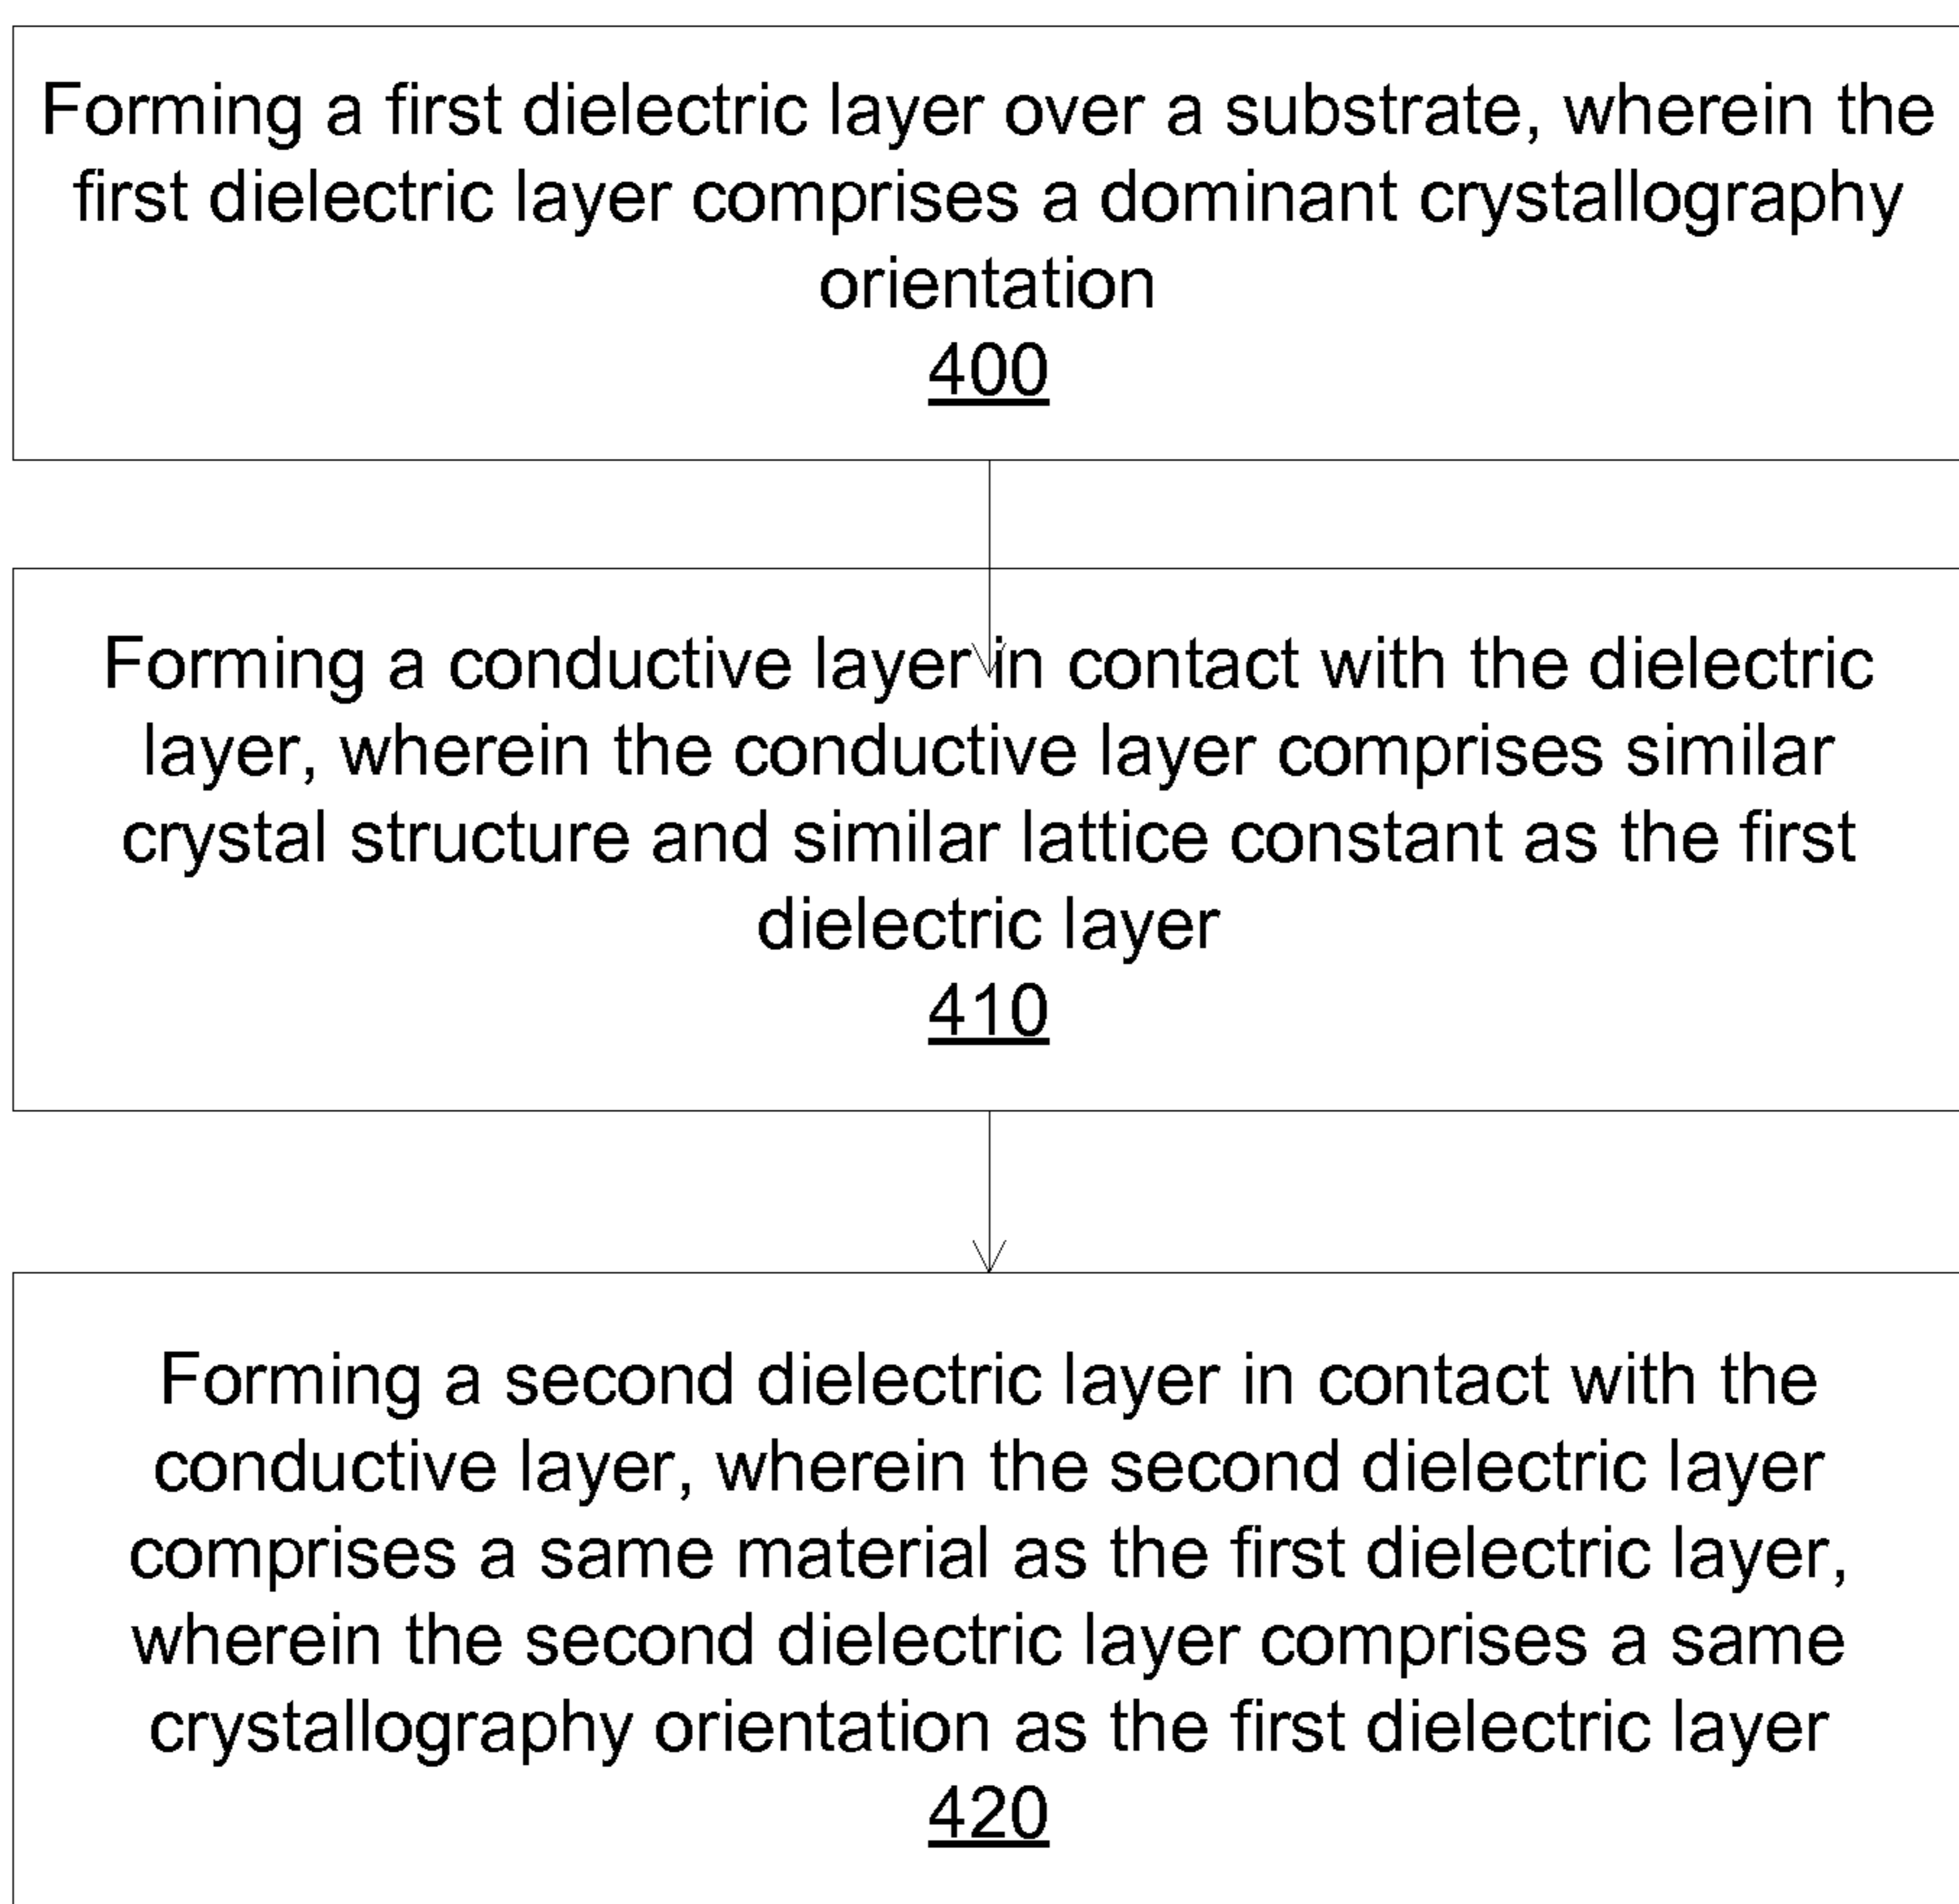 Forming a first dielectric layer over a substrate, wherein the
first dielectric layer comprises a dominant crystallography
orientation
400
Forming a conductive layer in contact with the dielectric
layer, wherein the conductive layer comprises similar
crystal structure and similar lattice constant as the first
dielectric layer
410
Forming a second dielectric layer in contact with the
conductive layer, wherein the second dielectric layer
comprises a same material as the first dielectric layer,
wherein the second dielectric layer comprises a same
crystallography orientation as the first dielectric layer
420